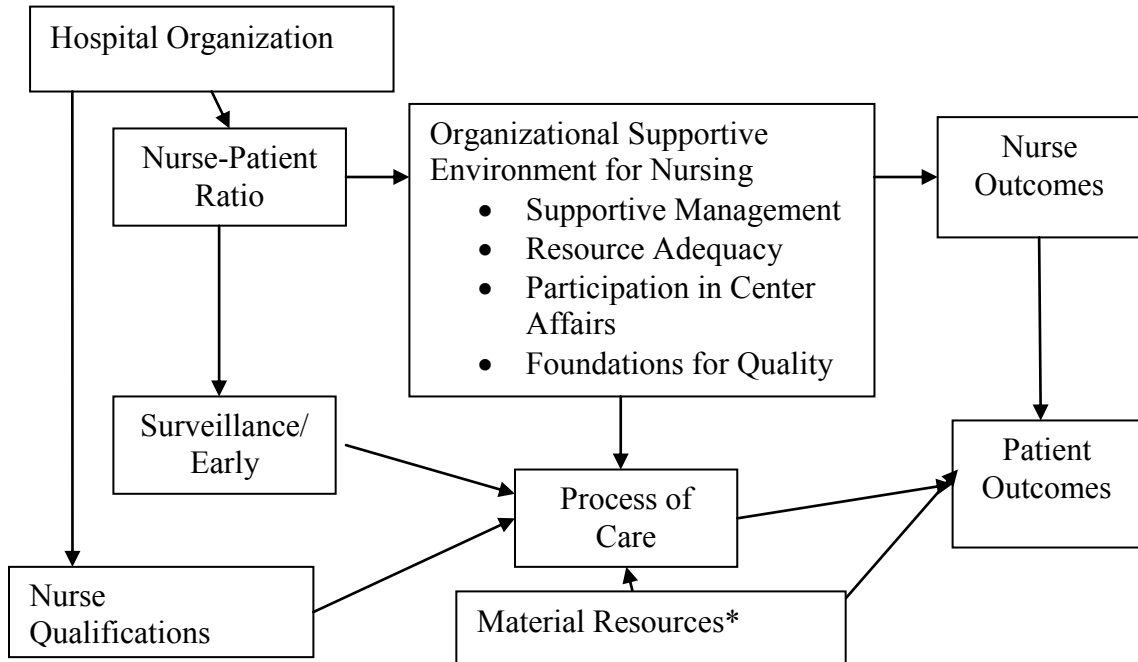 Hospital Organization
Nurse-Patient
Ratio
Organizational Supportive
Environment for Nursing
• Supportive Management
• Resource Adequacy
• Participation in Center
Affairs
• Foundations for Quality
Nurse
Outcomes
Surveillance/
Early
Process of
Care
Patient
Outcomes
Nurse
Qualifications
Material Resources*